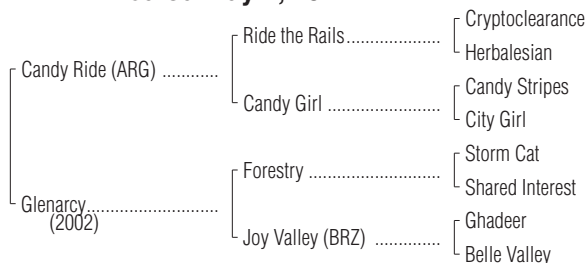 Cryptoclearance
Ride the Rails
Herbalesian
Candy Ride (ARG)
Candy Stripes
Candy Girl
City Girl
Storm Cat
Forestry
Shared Interest
Glenarcy
(2002)
Ghadeer
Joy Valley (BRZ)
Belle Valley